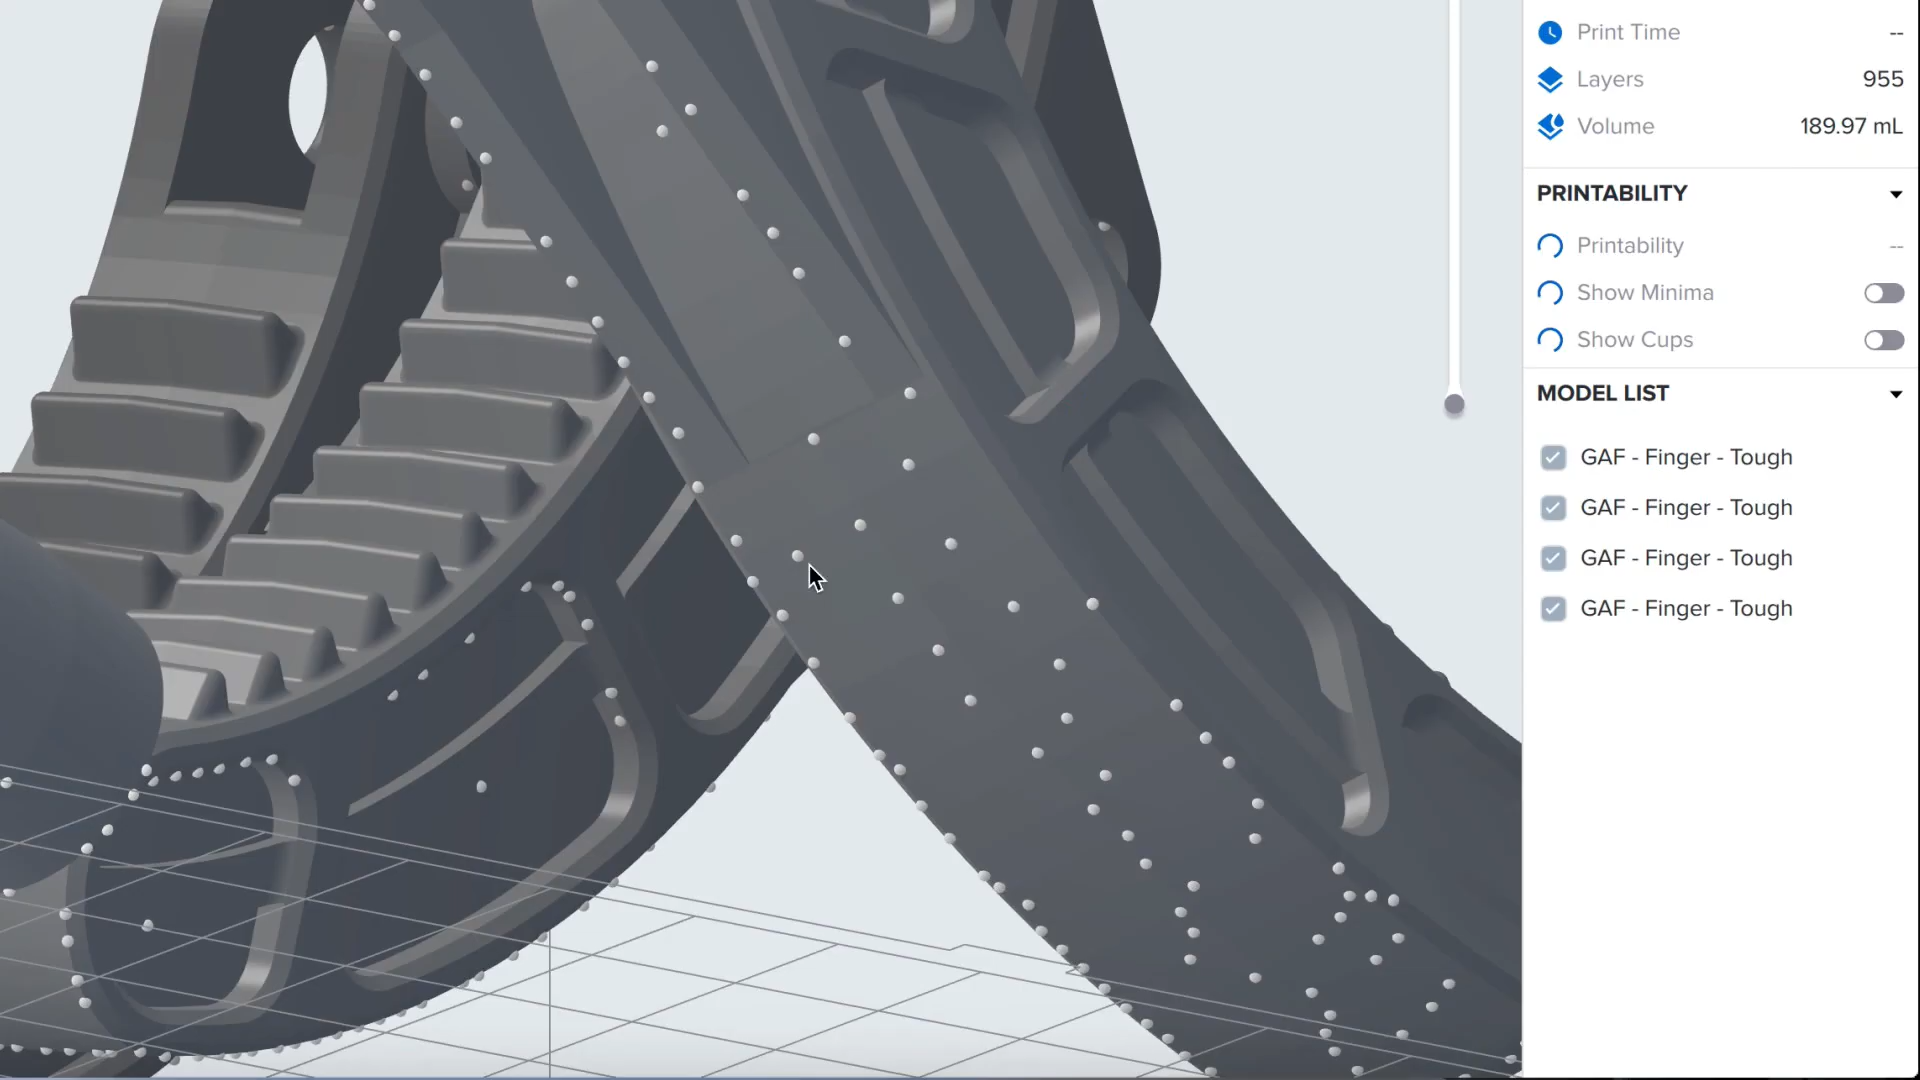 Print Time --
Layers 955
Volume 189.97 mL
PRINTABILITY
Printability --
Show Minima
Show Cups
MODEL LIST
GAF - Finger - Tough
GAF - Finger - Tough
GAF - Finger - Tough
GAF - Finger - Tough